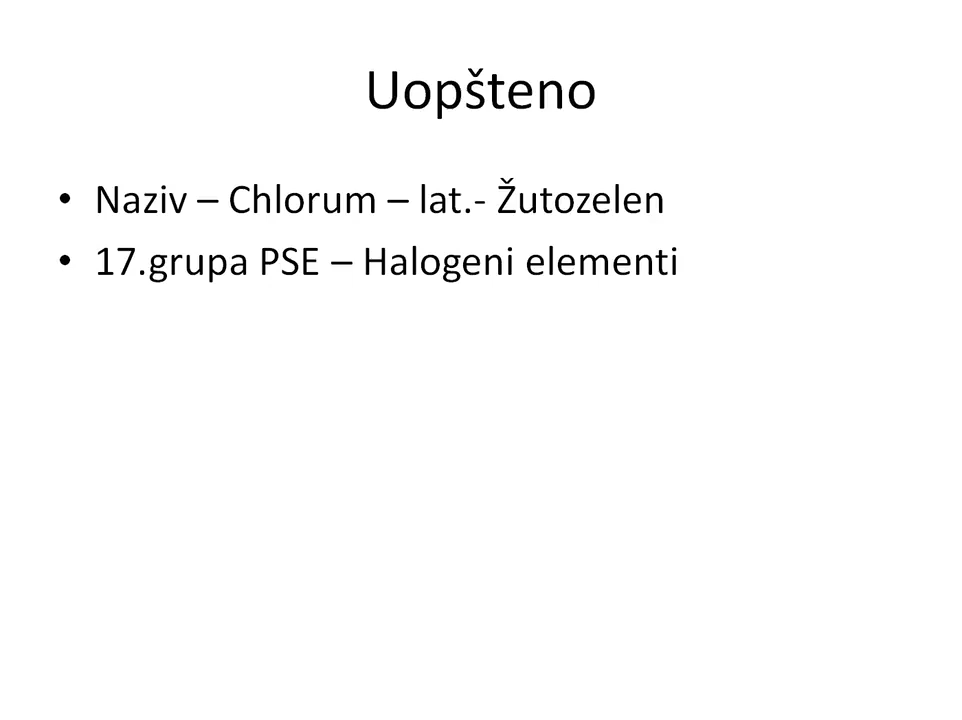 Uopšteno
• Naziv – Chlorum – lat.- Žutozelen
• 17.grupa PSE – Halogeni elementi